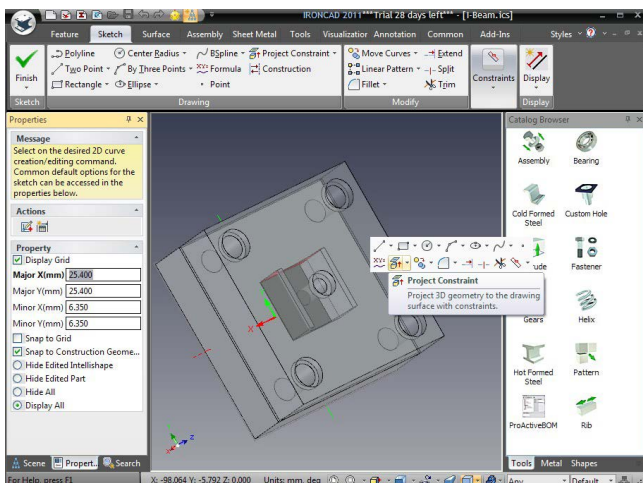 IRONCAD 2011***Trial 28 days left*** - [I-Beam.ics]
Feature Sketch Surface Assembly Sheet Metal Tools Visualization Annotation Common Add-Ins Styles
Polyline Center Radius BSpline Project Constraint Move Curves Extend
Two Point By Three Points Formula Construction Linear Pattern Split
Rectangle Ellipse Point Fillet Trim
Finish Constraints Display
Sketch Drawing Modify Display
Properties
Message
Select on the desired 2D curve
creation/editing command.
Common default options for the
sketch can be accessed in the
properties below.
Actions
Property
Display Grid
Major X(mm) 25.400
Major Y(mm) 25.400
Minor X(mm) 6.350
Minor Y(mm) 6.350
Snap to Grid
Snap to Construction Geome...
Hide Edited Intellishape
Hide Edited Part
Hide All
Display All
Scene Propert... Search
X
Z
XYZ
Project Constraint
Project 3D geometry to the drawing
surface with constraints.
Catalog Browser
Assembly Bearing
Cold Formed
Steel
Custom Hole
ude Fastener
Gears Helix
Hot Formed
Steel
Pattern
ProActiveBOM Rib
Tools Metal Shapes
For Help, press F1 X: -98.064 Y: -5.792 Z: 0.000 Units: mm, deg Any Default